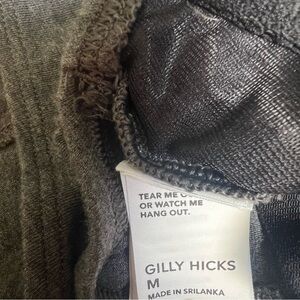 TEAR ME
OR WATCH ME
HANG OUT.
GILLY HICKS
M
MADE IN SRILANKA